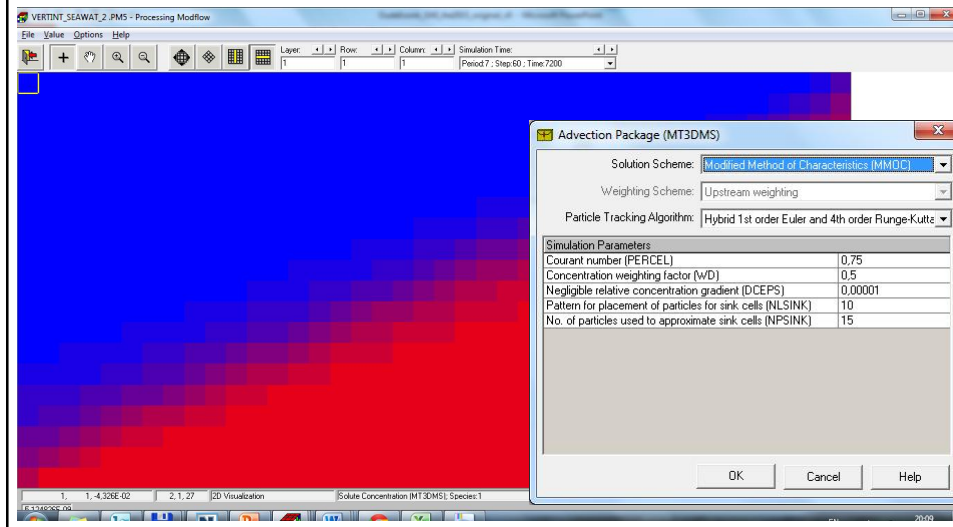 VERTINT_SEAWAT_2 .PM5 - Processing Modflow
File Value Options Help
Layer: Row: Column: Simulation Time:
1 1 1 Period:7 ; Step:60 ; Time:7200
Advection Package (MT3DMS)
Solution Scheme: Modified Method of Characteristics (MMOC)
Weighting Scheme: Upstream weighting
Particle Tracking Algorithm: Hybrid 1st order Euler and 4th order Runge-Kutta
Simulation Parameters
Courant number (PERCEL) 0,75
Concentration weighting factor (WD) 0,5
Negligible relative concentration gradient (DCEPS) 0,00001
Pattern for placement of particles for sink cells (NLSINK) 10
No. of particles used to approximate sink cells (NPSINK) 15
OK Cancel Help
1, 1,-4,326E-02 2, 1, 27 2D Visualization Solute Concentration (MT3DMS); Species:1
20:09